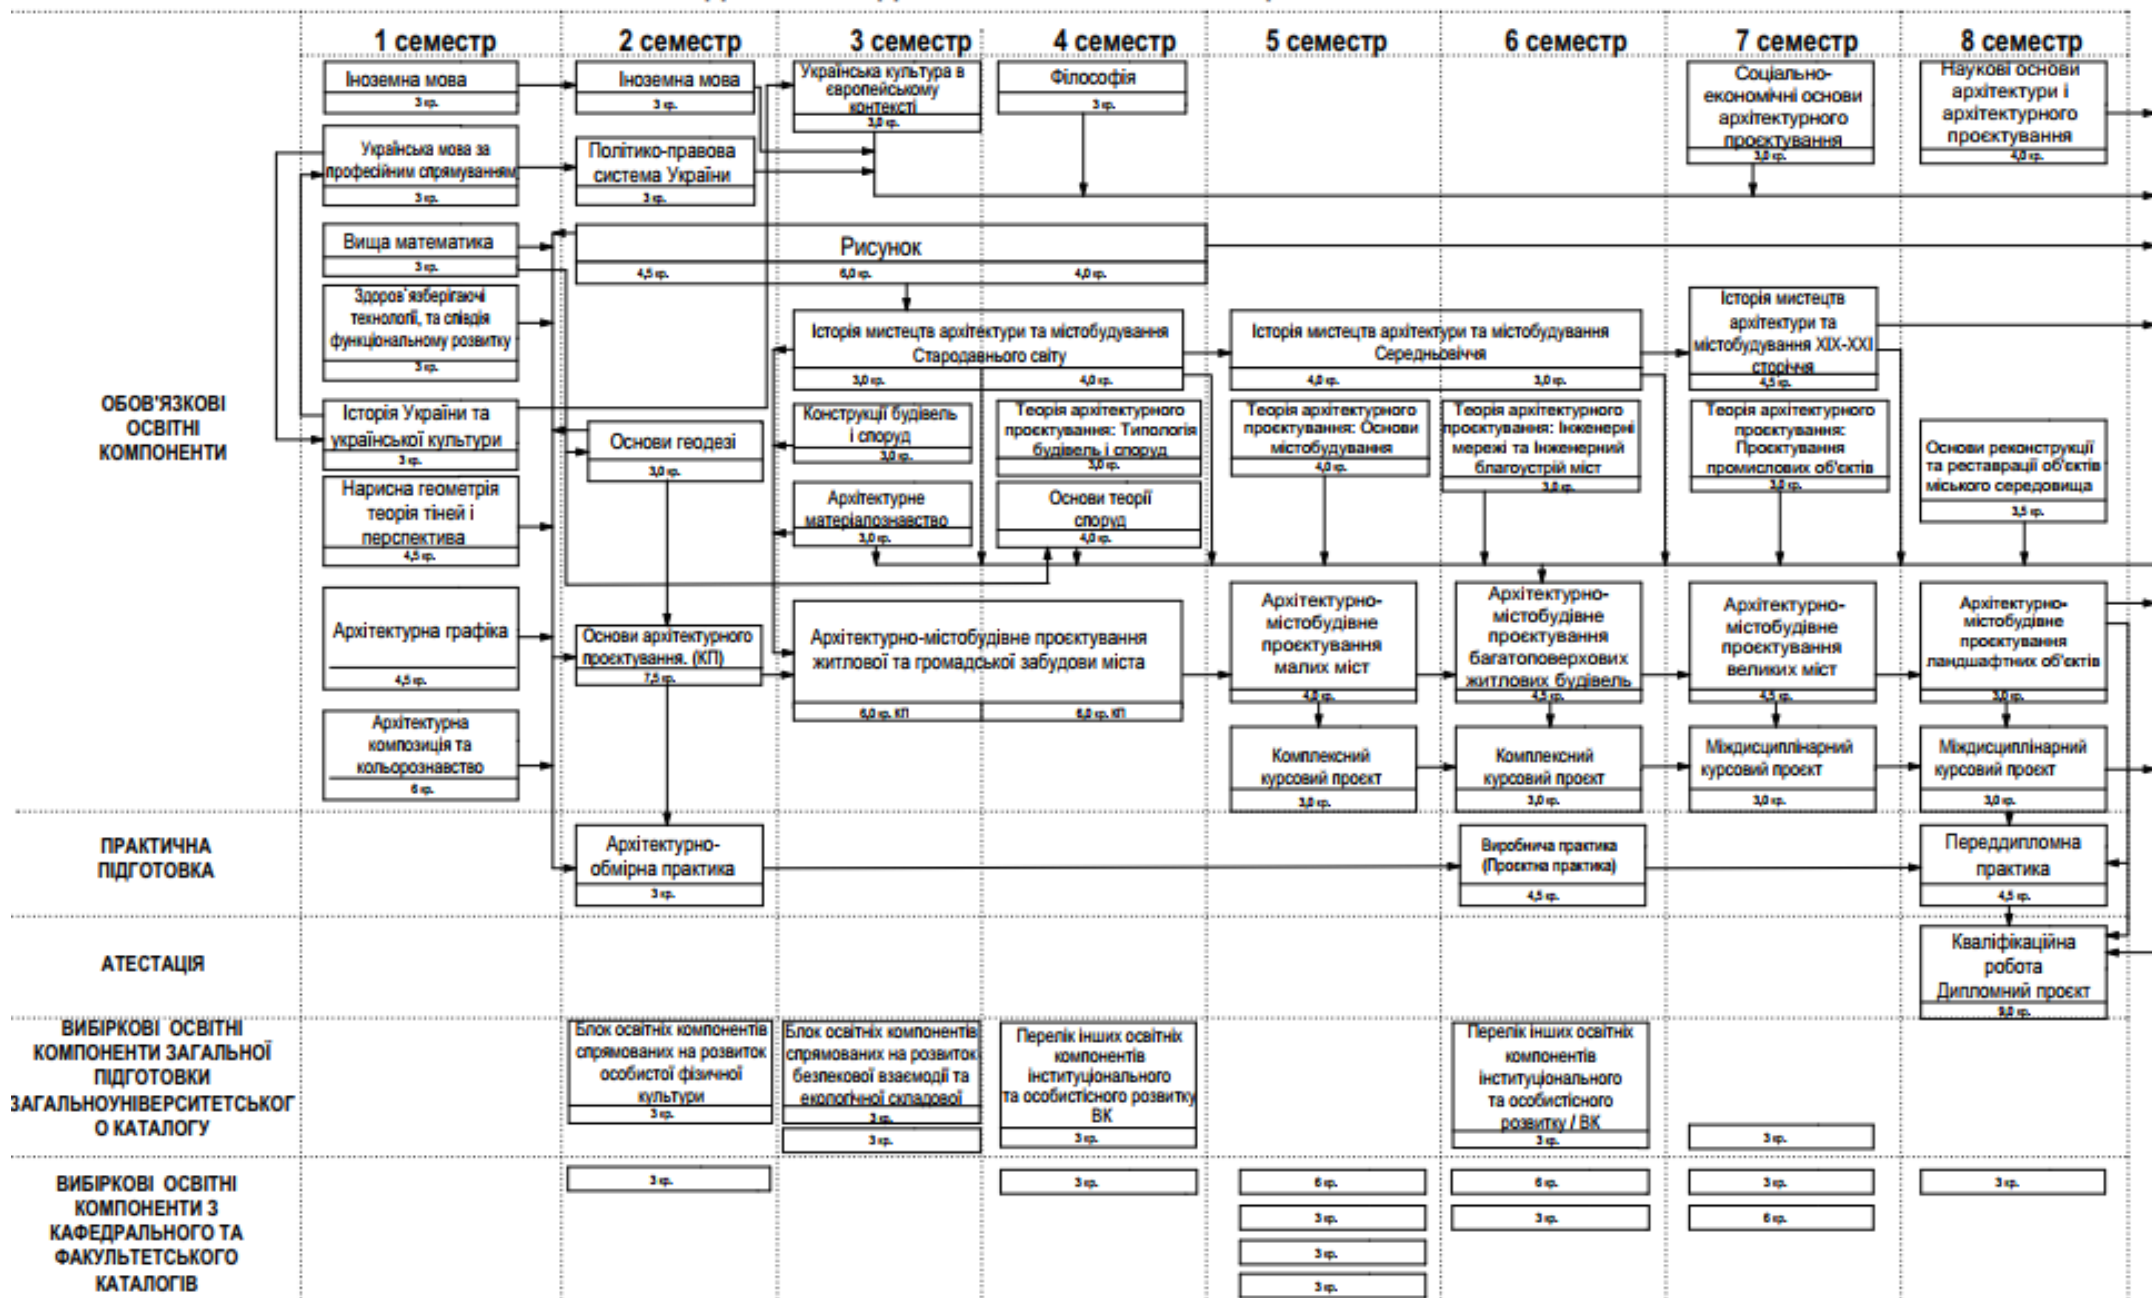 1 семестр
2 семестр
3 семестр
4 семестр
5 семестр
6 семестр
7 семестр
8 семестр
ОБОВ'ЯЗКОВІ
ОСВІТНІ
КОМПОНЕНТИ
Іноземна мова
3 кр.
Іноземна мова
3 кр.
Українська культура в
європейському
контексті
3,0 кр.
Філософія
3 кр.
Соціально-
економічні основи
архітектурного
проєктування
3,0 кр.
Наукові основи
архітектури і
архітектурного
проєктування
4,0 кр.
Українська мова за
професійним спрямуванням
3 кр.
Політико-правова
система України
3 кр.
Вища математика
3 кр.
Рисунок
4,5 кр.
6,0 кр.
4,0 кр.
Здоров'язберігаючі
технології, та співдія
функціональному розвитку
3 кр.
Історія мистецтв архітектури та містобудування
Стародавнього світу
3,0 кр.
4,0 кр.
Історія мистецтв архітектури та містобудування
Середньовіччя
4,0 кр.
3,0 кр.
Історія мистецтв
архітектури та
містобудування XIX-XXI
сторіччя
4,5 кр.
Історія України та
української культури
3 кр.
Основи геодезі
3,0 кр.
Конструкції будівель
і споруд
3,0 кр.
Теорія архітектурного
проєктування: Типологія
будівель і споруд
3,0 кр.
Теорія архітектурного
проєктування: Основи
містобудування
4,0 кр.
Теорія архітектурного
проєктування: Інженерні
мережі та Інженерний
благоустрій міст
3,0 кр.
Теорія архітектурного
проєктування:
Проєктування
промислових об'єктів
3,0 кр.
Основи реконструкції
та реставрації об'єктів
міського середовища
3,5 кр.
Нарисна геометрія
теорія тіней і
перспектива
4,5 кр.
Архітектурне
матеріалознавство
3,0 кр.
Основи теорії
споруд
4,0 кр.
Архітектурна графіка
4,5 кр.
Основи архітектурного
проєктування. (КП)
7,5 кр.
Архітектурно-містобудівне проєктування
житлової та громадської забудови міста
6,0 кр. КП
6,0 кр. КП
Архітектурно-
містобудівне
проєктування
малих міст
4,0 кр.
Архітектурно-
містобудівне
проєктування
багатоповерхових
житлових будівель
4,5 кр.
Архітектурно-
містобудівне
проєктування
великих міст
4,5 кр.
Архітектурно-
містобудівне
проєктування
ландшафтних об'єктів
3,0 кр.
Архітектурна
композиція та
кольорознавство
6 кр.
Комплексний
курсовий проєкт
3,0 кр.
Комплексний
курсовий проєкт
3,0 кр.
Міждисциплінарний
курсовий проєкт
3,0 кр.
Міждисциплінарний
курсовий проєкт
3,0 кр.
ПРАКТИЧНА
ПІДГОТОВКА
Архітектурно-
обмірна практика
3 кр.
Виробнича практика
(Проєктна практика)
4,5 кр.
Переддипломна
практика
4,5 кр.
АТЕСТАЦІЯ
Кваліфікаційна
робота
Дипломний проєкт
9,0 кр.
ВИБІРКОВІ ОСВІТНІ
КОМПОНЕНТИ ЗАГАЛЬНОЇ
ПІДГОТОВКИ
ЗАГАЛЬНОУНІВЕРСИТЕТСЬКОГ
О КАТАЛОГУ
Блок освітніх компонентів
спрямованих на розвиток
особистої фізичної
культури
3 кр.
Блок освітніх компонентів
спрямованих на розвиток
безпекової взаємодії та
екологічної складової
3 кр.
3 кр.
Перелік інших освітніх
компонентів
інституціонального
та особистісного розвитку
ВК
3 кр.
Перелік інших освітніх
компонентів
інституціонального
та особистісного
розвитку / ВК
3 кр.
3 кр.
ВИБІРКОВІ ОСВІТНІ
КОМПОНЕНТИ З
КАФЕДРАЛЬНОГО ТА
ФАКУЛЬТЕТСЬКОГО
КАТАЛОГІВ
3 кр.
3 кр.
6 кр.
6 кр.
3 кр.
3 кр.
3 кр.
3 кр.
6 кр.
3 кр.
3 кр.